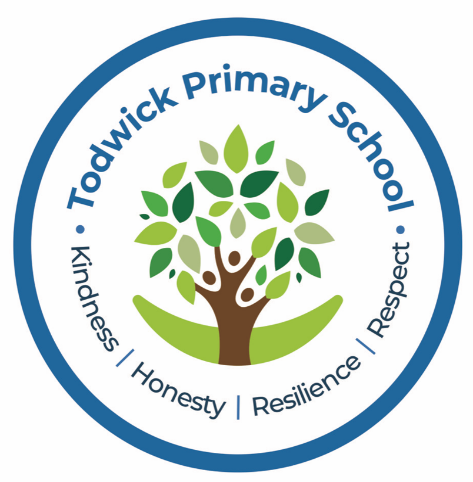 Todwick Primary School
Kindness | Honesty | Resilience | Respect